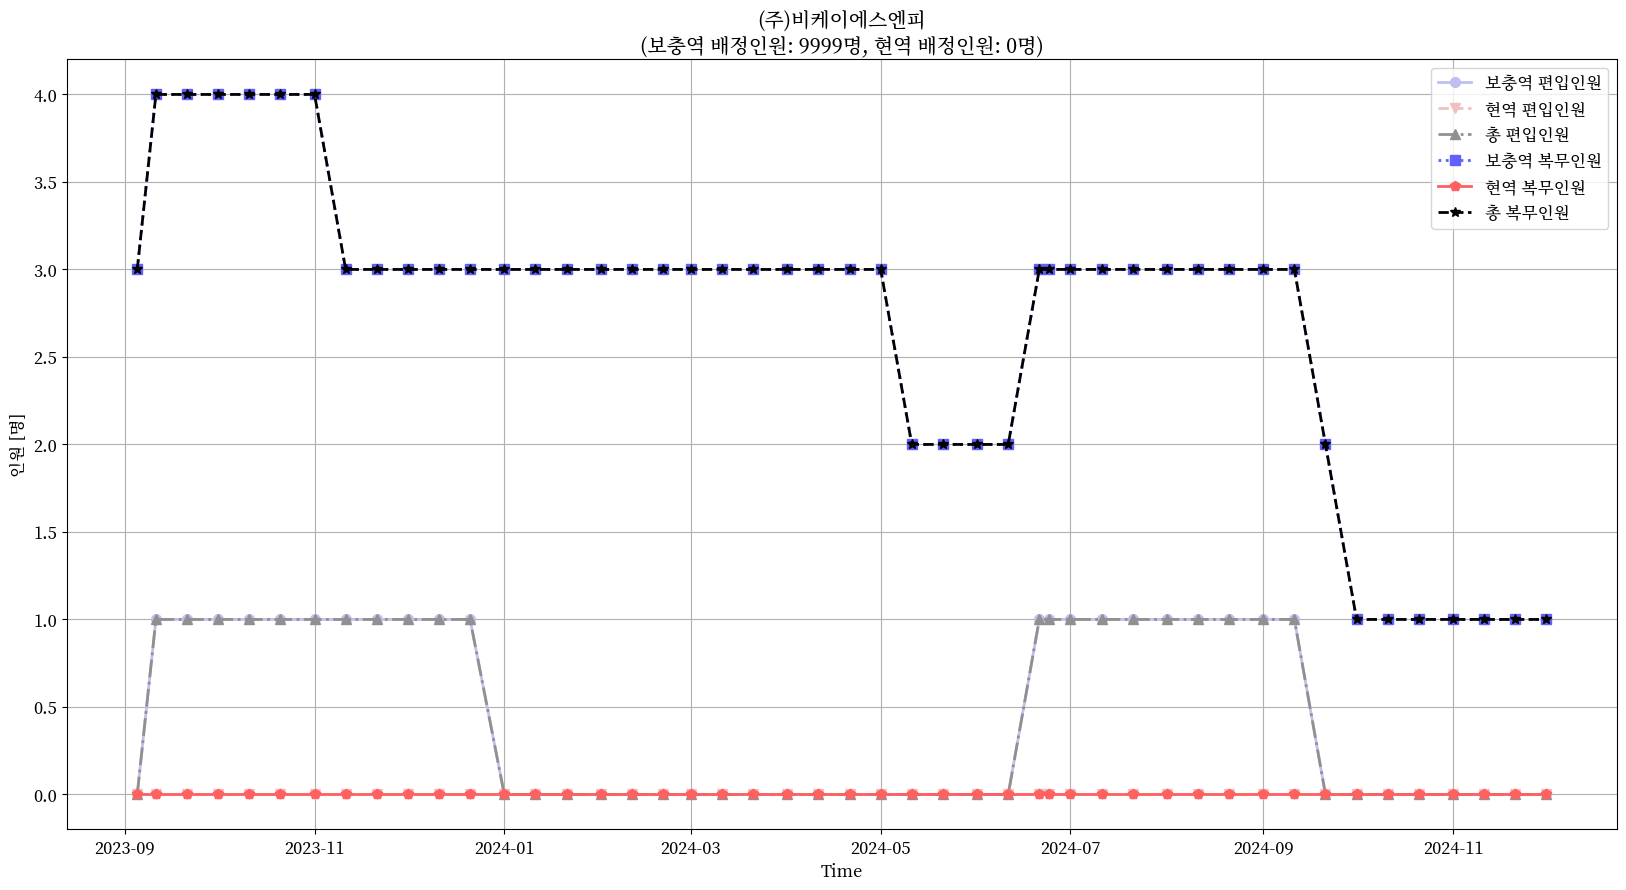 (주)비케이에스엔피
(보충역 배정인원: 9999명, 현역 배정인원: 0명)
보충역 편입인원
현역 편입인원
총 편입인원
보충역 복무인원
현역 복무인원
총 복무인원
4.0
3.5
3.0
2.5
2.0
1.5
1.0
0.5
0.0
인원 [명]
2023-09
2023-11
2024-01
2024-03
2024-05
2024-07
2024-09
2024-11
Time